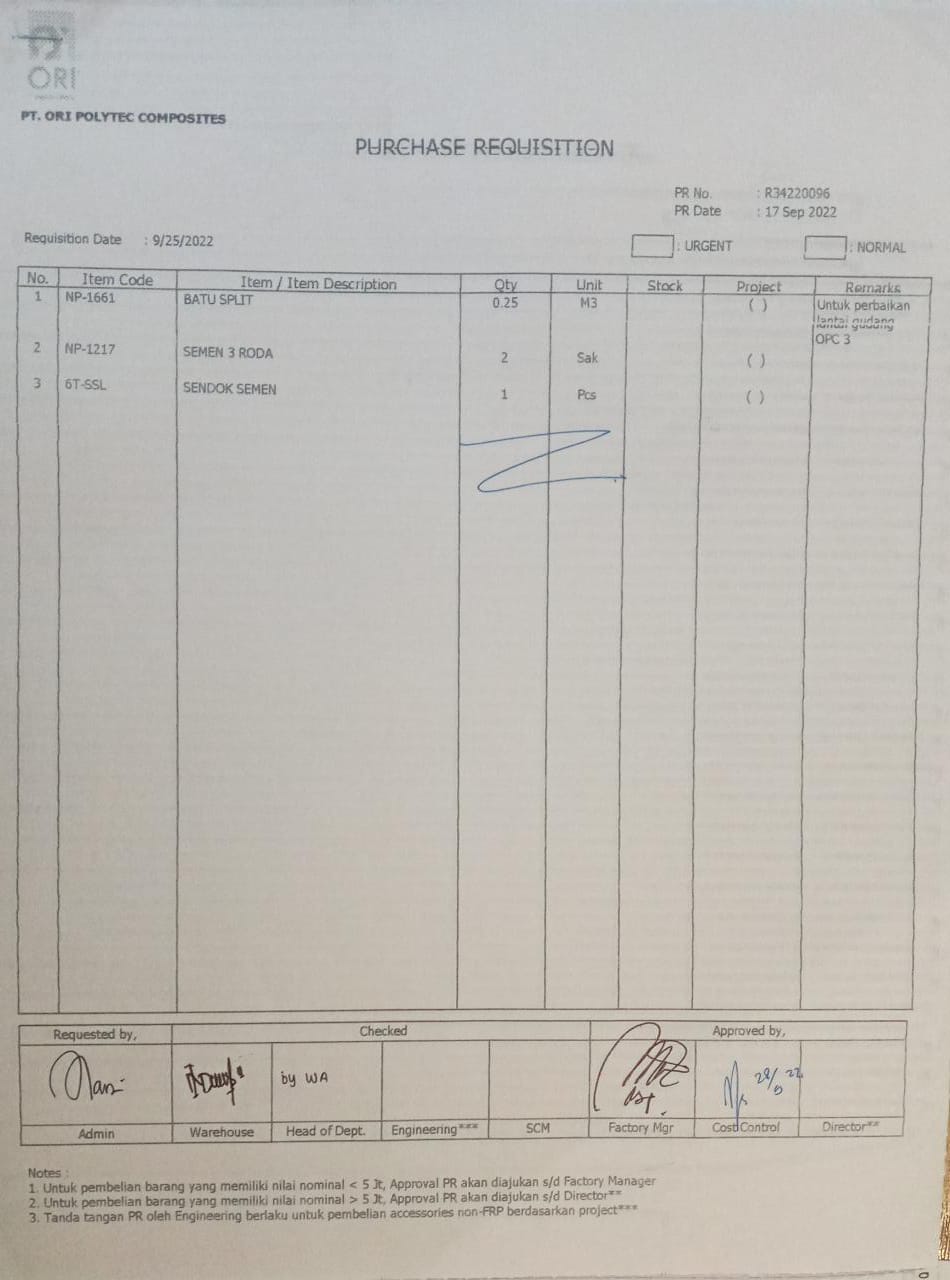 ORI
PT. ORI POLYTEC COMPOSITES
PURCHASE REQUISITION
PR No. : R34220096
PR Date : 17 Sep 2022
Requisition Date : 9/25/2022
: URGENT : NORMAL
No. Item Code Item / Item Description Qty Unit Stock Project Remarks
1 NP-1661 BATU SPLIT 0.25 M3 ( ) Untuk perbaikan
lantai gudang
OPC 3
2 NP-1217 SEMEN 3 RODA 2 Sak ( )
3 6T-SSL SENDOK SEMEN 1 Pcs ( )
Requested by, Checked Approved by,
by WA
Admin Warehouse Head of Dept. Engineering*** SCM Factory Mgr Cost Control Director**
Notes :
1. Untuk pembelian barang yang memiliki nilai nominal < 5 Jt, Approval PR akan diajukan s/d Factory Manager
2. Untuk pembelian barang yang memiliki nilai nominal > 5 Jt, Approval PR akan diajukan s/d Director**
3. Tanda tangan PR oleh Engineering berlaku untuk pembelian accessories non-FRP berdasarkan project***